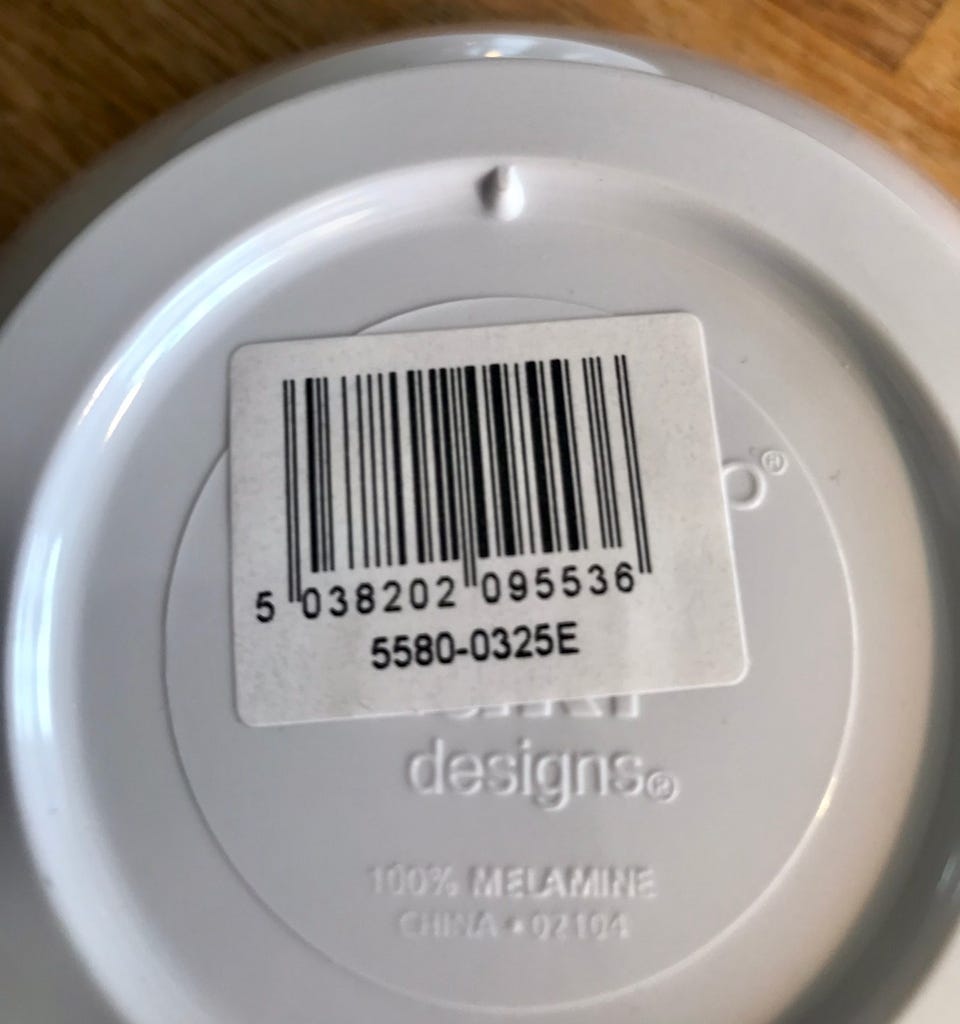 5 038202 095536
5580-0325E
designs®
100% MELAMINE
CHINA • 02104